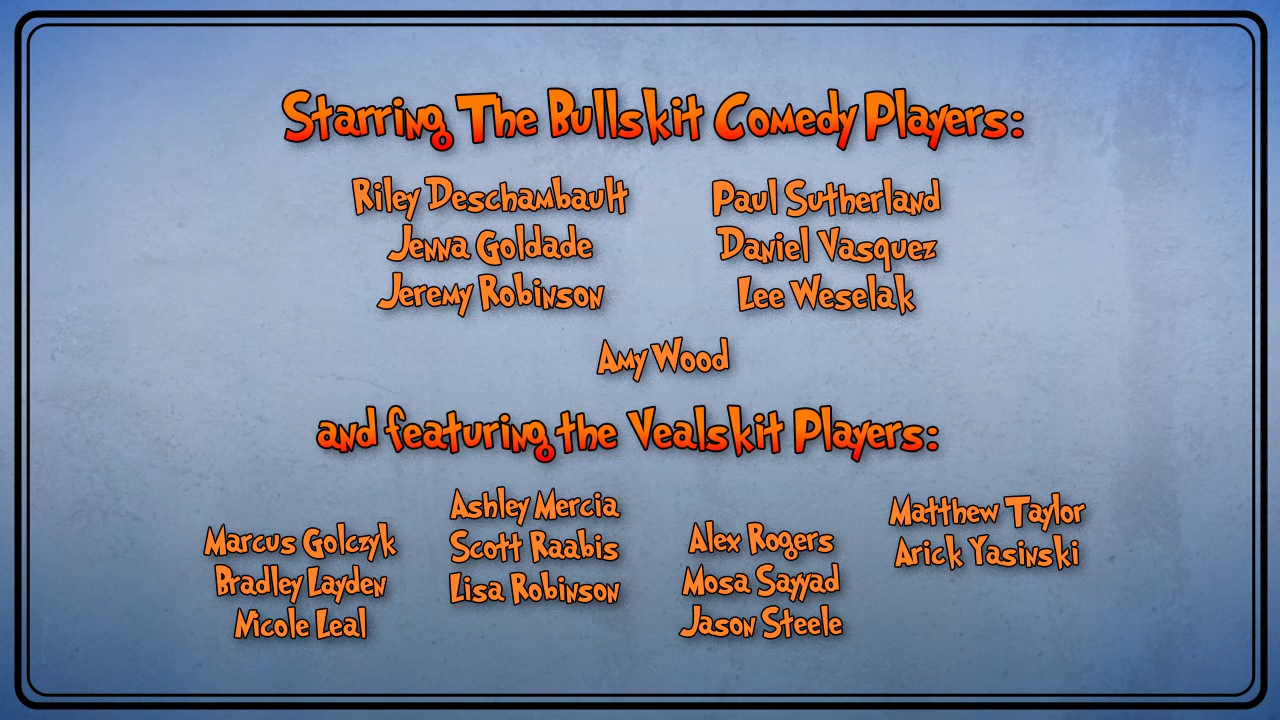 Starring The Bullskit Comedy Players:
Riley Deschambault
Jenna Goldade
Jeremy Robinson
Paul Sutherland
Daniel Vasquez
Lee Weselak
Amy Wood
and featuring the Vealskit Players:
Marcus Golczyk
Bradley Layden
Nicole Leal
Ashley Mercia
Scott Raabis
Lisa Robinson
Alex Rogers
Mosa Sayyad
Jason Steele
Matthew Taylor
Arick Yasinski